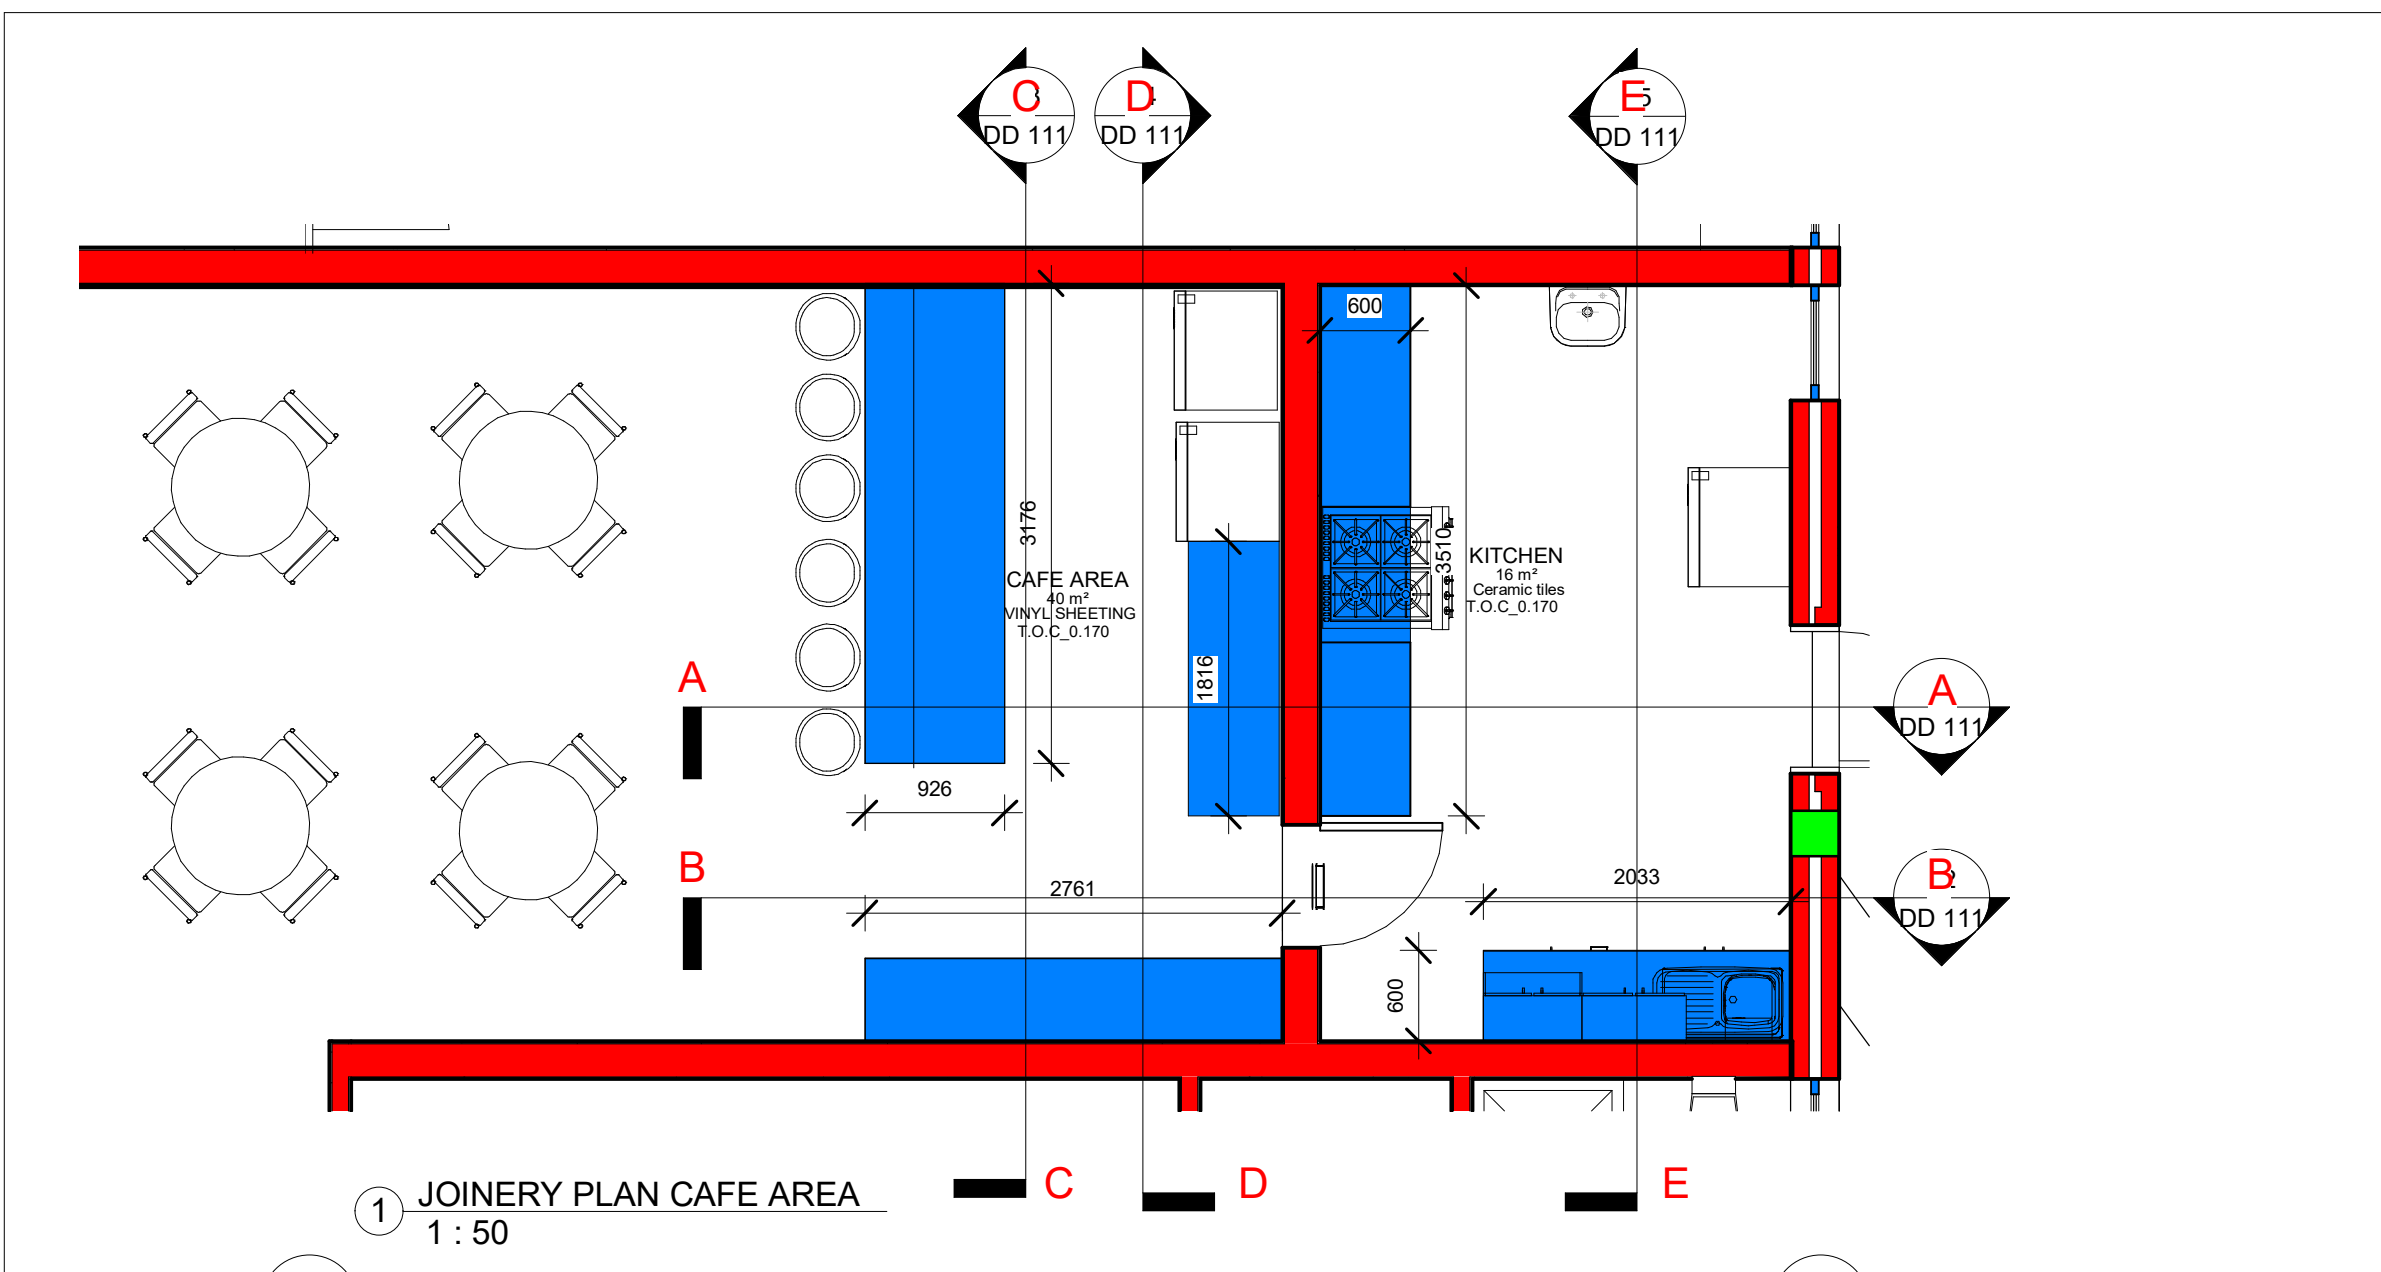 C
DD 111
D
DD 111
E 5
DD 111
600
3176
3510
KITCHEN
16 m²
Ceramic tiles
T.O.C_0.170
CAFE AREA
40 m²
VINYL SHEETING
T.O.C_0.170
1816
A
A
DD 111
926
B
B
DD 111
2761
2033
600
C
D
E
1
JOINERY PLAN CAFE AREA
1 : 50